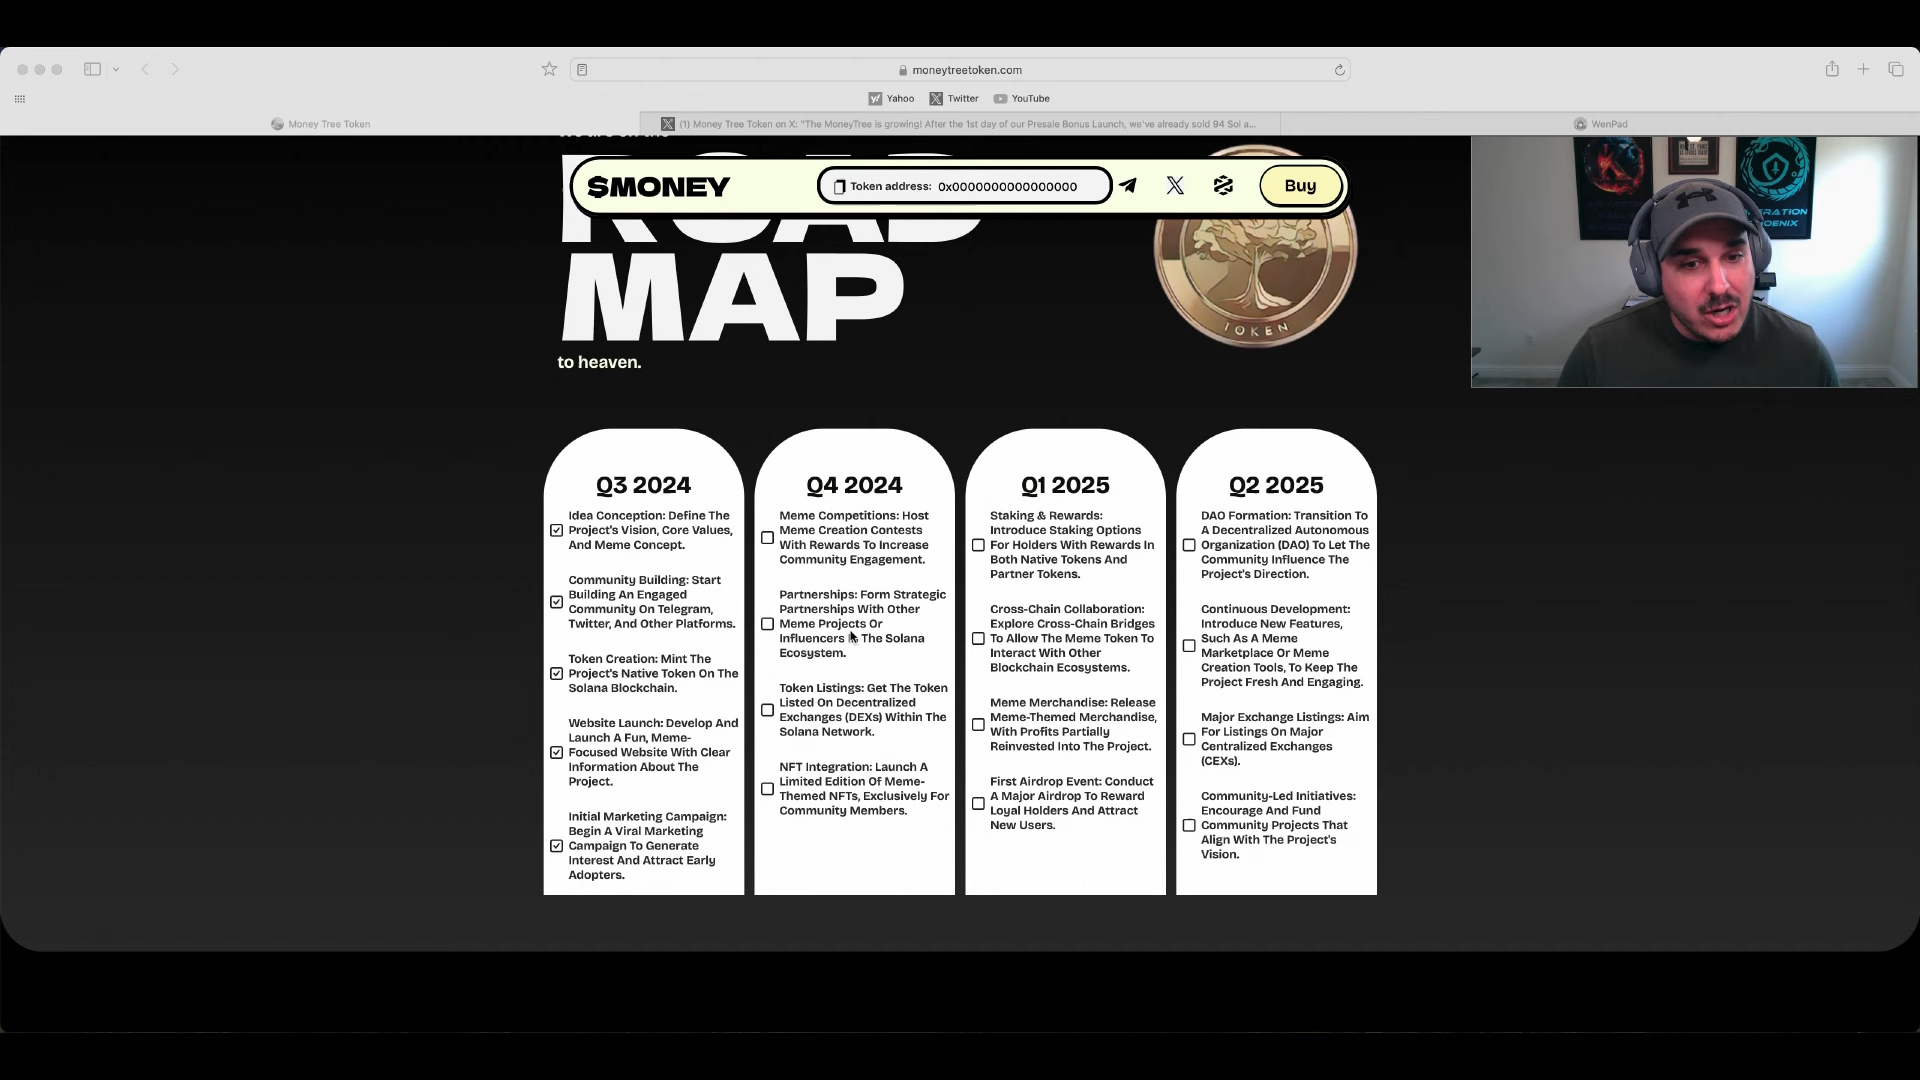 moneytreetoken.com
Yahoo
Twitter
YouTube
Money Tree Token
(1) Money Tree Token on X: "The MoneyTree is growing! After the 1st day of our Presale Bonus Launch, we've already sold 94 Sol a...
WenPad
$MONEY
Token address: 0x0000000000000000
Buy
ROAD
MAP
to heaven.
TOKEN
Q3 2024
Idea Conception: Define The
Project's Vision, Core Values,
And Meme Concept.
Community Building: Start
Building An Engaged
Community On Telegram,
Twitter, And Other Platforms.
Token Creation: Mint The
Project's Native Token On The
Solana Blockchain.
Website Launch: Develop And
Launch A Fun, Meme-
Focused Website With Clear
Information About The
Project.
Initial Marketing Campaign:
Begin A Viral Marketing
Campaign To Generate
Interest And Attract Early
Adopters.
Q4 2024
Meme Competitions: Host
Meme Creation Contests
With Rewards To Increase
Community Engagement.
Partnerships: Form Strategic
Partnerships With Other
Meme Projects Or
Influencers In The Solana
Ecosystem.
Token Listings: Get The Token
Listed On Decentralized
Exchanges (DEXs) Within The
Solana Network.
NFT Integration: Launch A
Limited Edition Of Meme-
Themed NFTs, Exclusively For
Community Members.
Q1 2025
Staking & Rewards:
Introduce Staking Options
For Holders With Rewards In
Both Native Tokens And
Partner Tokens.
Cross-Chain Collaboration:
Explore Cross-Chain Bridges
To Allow The Meme Token To
Interact With Other
Blockchain Ecosystems.
Meme Merchandise: Release
Meme-Themed Merchandise,
With Profits Partially
Reinvested Into The Project.
First Airdrop Event: Conduct
A Major Airdrop To Reward
Loyal Holders And Attract
New Users.
Q2 2025
DAO Formation: Transition To
A Decentralized Autonomous
Organization (DAO) To Let The
Community Influence The
Project's Direction.
Continuous Development:
Introduce New Features,
Such As A Meme
Marketplace Or Meme
Creation Tools, To Keep The
Project Fresh And Engaging.
Major Exchange Listings: Aim
For Listings On Major
Centralized Exchanges
(CEXs).
Community-Led Initiatives:
Encourage And Fund
Community Projects That
Align With The Project's
Vision.